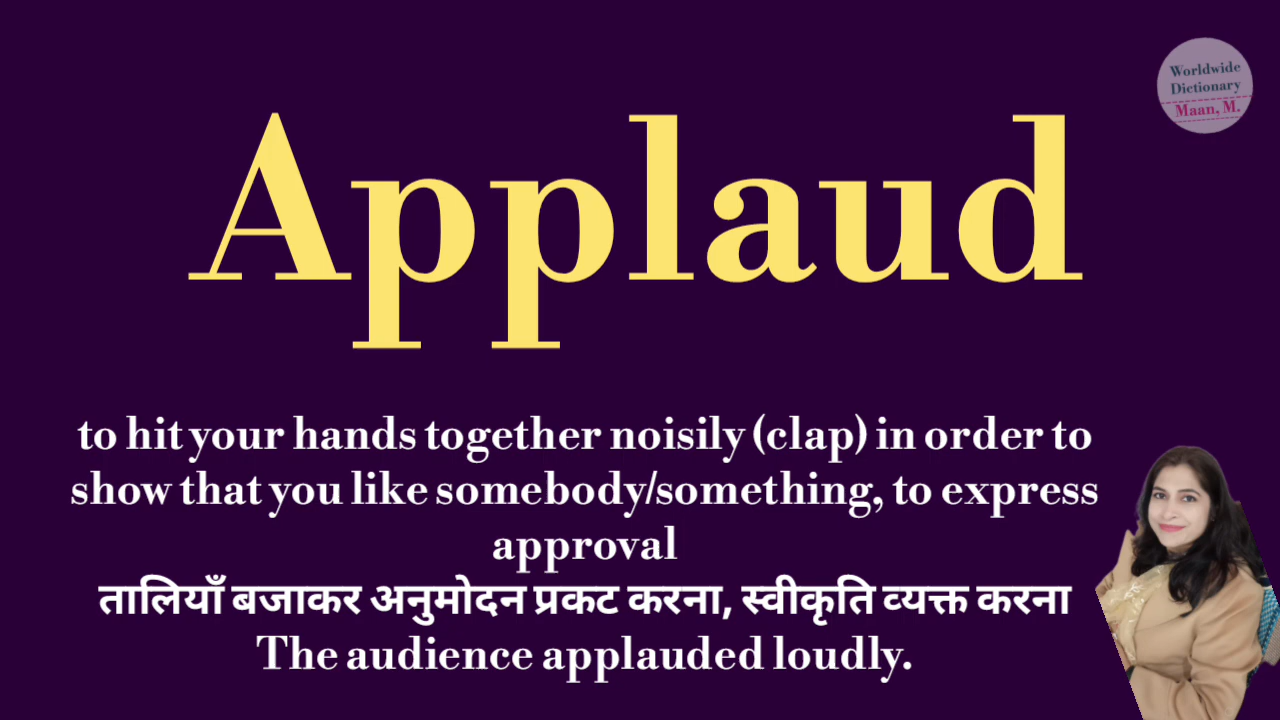 Worldwide
Dictionary
Maan, M.
Applaud
to hit your hands together noisily (clap) in order to
show that you like somebody/something, to express
approval
तालियाँ बजाकर अनुमोदन प्रकट करना, स्वीकृति व्यक्त करना
The audience applauded loudly.